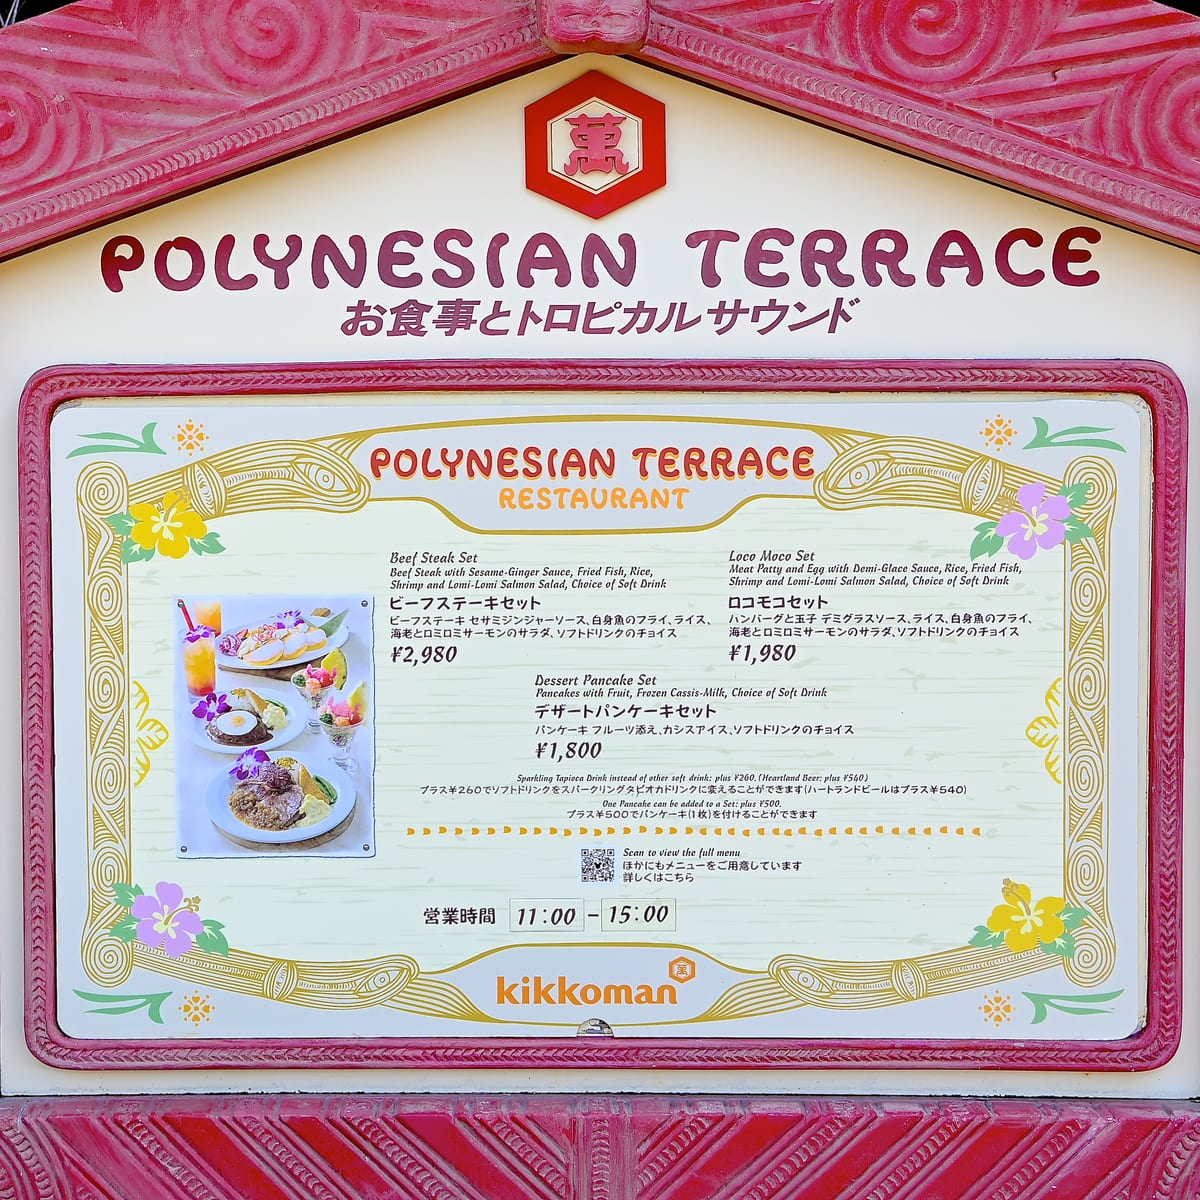 萬
POLYNESIAN TERRACE
お食事とトロピカルサウンド
POLYNESIAN TERRACE
RESTAURANT
Beef Steak Set
Beef Steak with Sesame-Ginger Sauce, Fried Fish, Rice,
Shrimp and Lomi-Lomi Salmon Salad, Choice of Soft Drink
ビーフステーキセット
ビーフステーキ セサミジンジャーソース、白身魚のフライ、ライス、
海老とロミロミサーモンのサラダ、ソフトドリンクのチョイス
¥2,980
Loco Moco Set
Meat Patty and Egg with Demi-Glace Sauce, Rice, Fried Fish,
Shrimp and Lomi-Lomi Salmon Salad, Choice of Soft Drink
ロコモコセット
ハンバーグと玉子 デミグラスソース、ライス、白身魚のフライ、
海老とロミロミサーモンのサラダ、ソフトドリンクのチョイス
¥1,980
Dessert Pancake Set
Pancakes with Fruit, Frozen Cassis-Milk, Choice of Soft Drink
デザートパンケーキセット
パンケーキ フルーツ添え、カシスアイス、ソフトドリンクのチョイス
¥1,800
Sparkling Tapioca Drink instead of other soft drink: plus ¥260. (Heartland Beer: plus ¥540)
プラス¥260でソフトドリンクをスパークリングタピオカドリンクに変えることができます(ハートランドビールはプラス¥540)
One Pancake can be added to a Set: plus ¥500.
プラス¥500でパンケーキ(1枚)を付けることができます
Scan to view the full menu
ほかにもメニューをご用意しています
詳しくはこちら
営業時間 11:00 – 15:00
kikkoman 萬